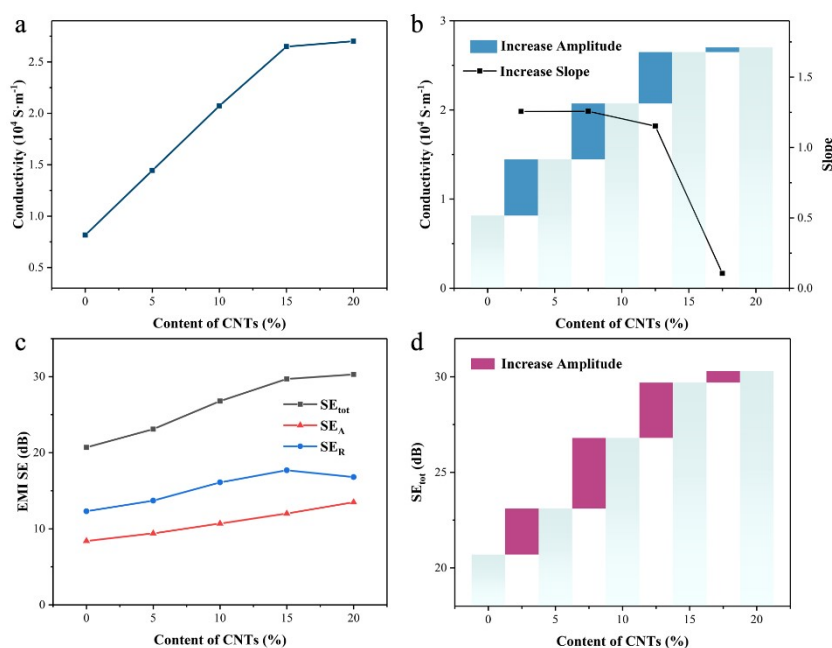 a
Conductivity (10⁴ S·m⁻¹)
2.5
2.0
1.5
1.0
0.5
0 5 10 15 20
Content of CNTs (%)
b
Conductivity (10⁴ S·m⁻¹)
3
2
1
0
Increase Amplitude
Increase Slope
1.5
1.0
0.5
0.0
Slope
0 5 10 15 20
Content of CNTs (%)
c
EMI SE (dB)
30
20
10
0
SEtot
SEA
SER
0 5 10 15 20
Content of CNTs (%)
d
SEtot (dB)
30
25
20
Increase Amplitude
0 5 10 15 20
Content of CNTs (%)